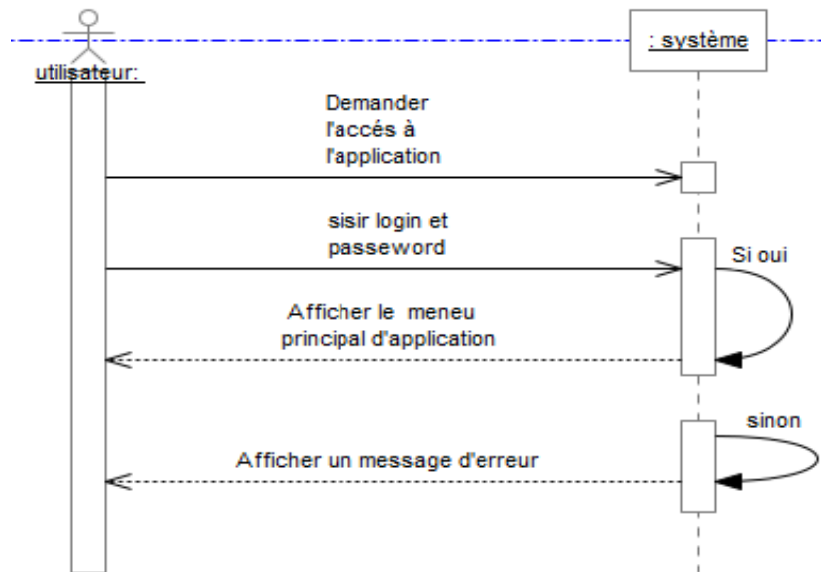 utilisateur:
: système
Demander
l'accés à
l'application
sisir login et
passeword
Si oui
Afficher le meneu
principal d'application
sinon
Afficher un message d'erreur